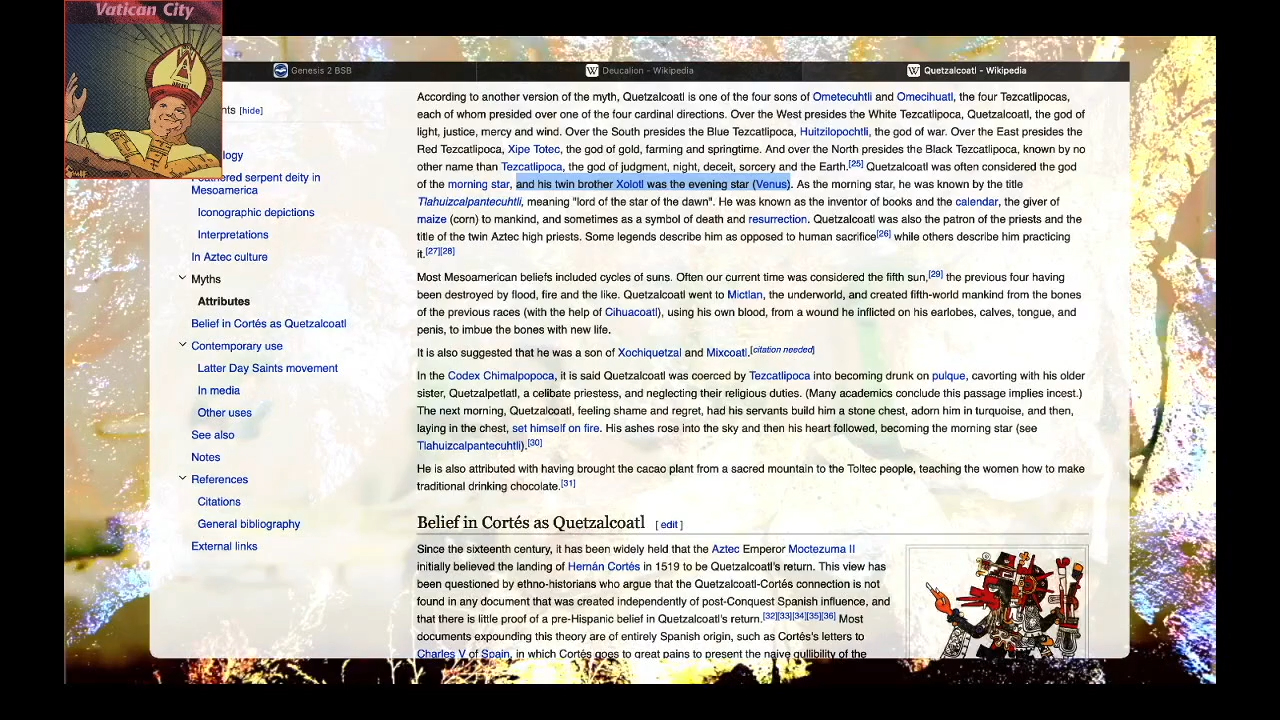 Vatican City
Genesis 2 BSB
Deucalion - Wikipedia
Quetzalcoatl - Wikipedia
nts [hide]
logy
Feathered serpent deity in
Mesoamerica
Iconographic depictions
Interpretations
In Aztec culture
Myths
Attributes
Belief in Cortés as Quetzalcoatl
Contemporary use
Latter Day Saints movement
In media
Other uses
See also
Notes
References
Citations
General bibliography
External links
According to another version of the myth, Quetzalcoatl is one of the four sons of Ometecuhtli and Omecihuatl, the four Tezcatlipocas,
each of whom presided over one of the four cardinal directions. Over the West presides the White Tezcatlipoca, Quetzalcoatl, the god of
light, justice, mercy and wind. Over the South presides the Blue Tezcatlipoca, Huitzilopochtli, the god of war. Over the East presides the
Red Tezcatlipoca, Xipe Totec, the god of gold, farming and springtime. And over the North presides the Black Tezcatlipoca, known by no
other name than Tezcatlipoca, the god of judgment, night, deceit, sorcery and the Earth.[25] Quetzalcoatl was often considered the god
of the morning star, and his twin brother Xolotl was the evening star (Venus). As the morning star, he was known by the title
Tlahuizcalpantecuhtli, meaning "lord of the star of the dawn". He was known as the inventor of books and the calendar, the giver of
maize (corn) to mankind, and sometimes as a symbol of death and resurrection. Quetzalcoatl was also the patron of the priests and the
title of the twin Aztec high priests. Some legends describe him as opposed to human sacrifice[26] while others describe him practicing
it.[27][28]
Most Mesoamerican beliefs included cycles of suns. Often our current time was considered the fifth sun,[29] the previous four having
been destroyed by flood, fire and the like. Quetzalcoatl went to Mictlan, the underworld, and created fifth-world mankind from the bones
of the previous races (with the help of Cihuacoatl), using his own blood, from a wound he inflicted on his earlobes, calves, tongue, and
penis, to imbue the bones with new life.
It is also suggested that he was a son of Xochiquetzal and Mixcoatl.[citation needed]
In the Codex Chimalpopoca, it is said Quetzalcoatl was coerced by Tezcatlipoca into becoming drunk on pulque, cavorting with his older
sister, Quetzalpetlatl, a celibate priestess, and neglecting their religious duties. (Many academics conclude this passage implies incest.)
The next morning, Quetzalcoatl, feeling shame and regret, had his servants build him a stone chest, adorn him in turquoise, and then,
laying in the chest, set himself on fire. His ashes rose into the sky and then his heart followed, becoming the morning star (see
Tlahuizcalpantecuhtli).[30]
He is also attributed with having brought the cacao plant from a sacred mountain to the Toltec people, teaching the women how to make
traditional drinking chocolate.[31]
Belief in Cortés as Quetzalcoatl [ edit ]
Since the sixteenth century, it has been widely held that the Aztec Emperor Moctezuma II
initially believed the landing of Hernán Cortés in 1519 to be Quetzalcoatl's return. This view has
been questioned by ethno-historians who argue that the Quetzalcoatl-Cortés connection is not
found in any document that was created independently of post-Conquest Spanish influence, and
that there is little proof of a pre-Hispanic belief in Quetzalcoatl's return.[32][33][34][35][36] Most
documents expounding this theory are of entirely Spanish origin, such as Cortés's letters to
Charles V of Spain, in which Cortés goes to great pains to present the naive gullibility of the